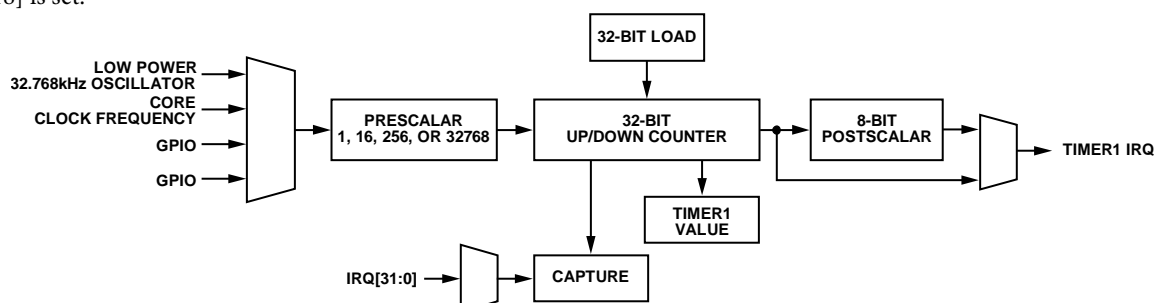 is set.
32-BIT LOAD
LOW POWER
32.768kHz OSCILLATOR
CORE
CLOCK FREQUENCY
GPIO
GPIO
PRESCALAR
1, 16, 256, OR 32768
32-BIT
UP/DOWN COUNTER
8-BIT
POSTSCALAR
TIMER1 IRQ
TIMER1
VALUE
IRQ[31:0]
CAPTURE